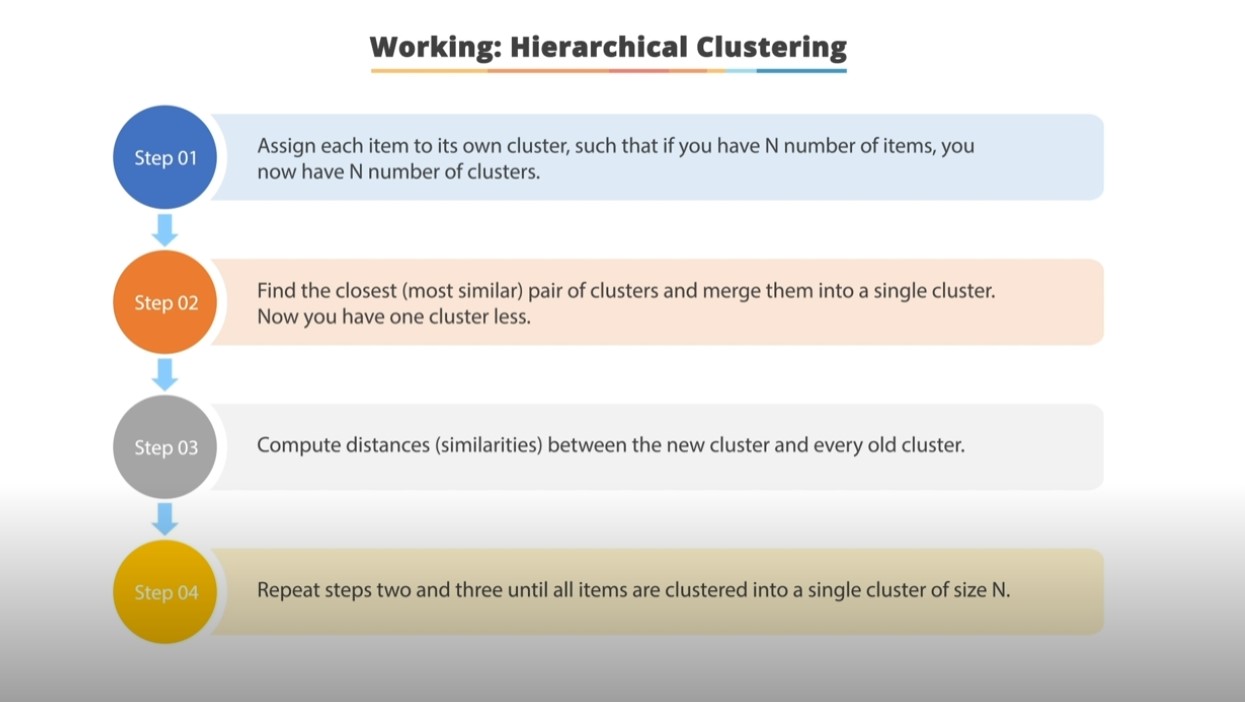 Working: Hierarchical Clustering
Step 01
Assign each item to its own cluster, such that if you have N number of items, you
now have N number of clusters.
Step 02
Find the closest (most similar) pair of clusters and merge them into a single cluster.
Now you have one cluster less.
Step 03
Compute distances (similarities) between the new cluster and every old cluster.
Step 04
Repeat steps two and three until all items are clustered into a single cluster of size N.